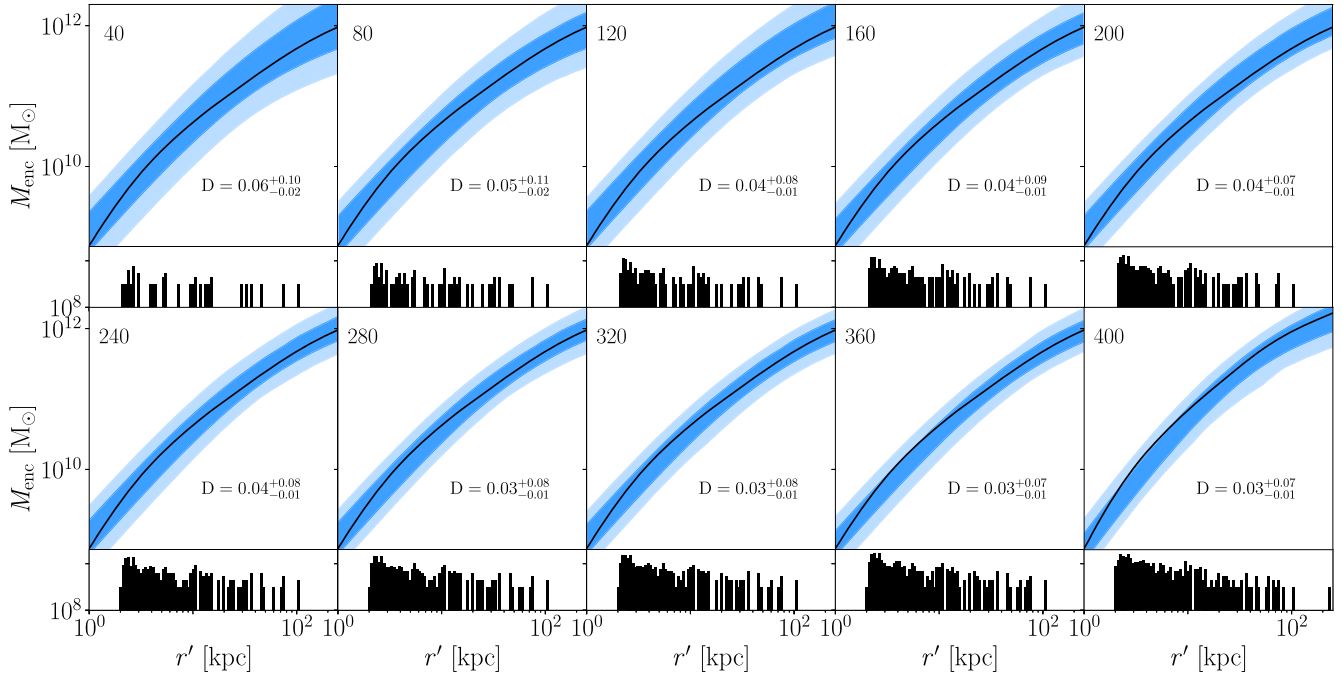 10^{12}
M_{enc} [M_⊙]
10^{10}
10^{8}
40
D = 0.06^{+0.10}_{-0.02}
80
D = 0.05^{+0.11}_{-0.02}
120
D = 0.04^{+0.08}_{-0.01}
160
D = 0.04^{+0.09}_{-0.01}
200
D = 0.04^{+0.07}_{-0.01}
10^{12}
M_{enc} [M_⊙]
10^{10}
10^{8}
240
D = 0.04^{+0.08}_{-0.01}
280
D = 0.03^{+0.08}_{-0.01}
320
D = 0.03^{+0.08}_{-0.01}
360
D = 0.03^{+0.07}_{-0.01}
400
D = 0.03^{+0.07}_{-0.01}
10^{0} 10^{2} 10^{0} 10^{2} 10^{0} 10^{2} 10^{0} 10^{2} 10^{0} 10^{2}
r′ [kpc] r′ [kpc] r′ [kpc] r′ [kpc] r′ [kpc]